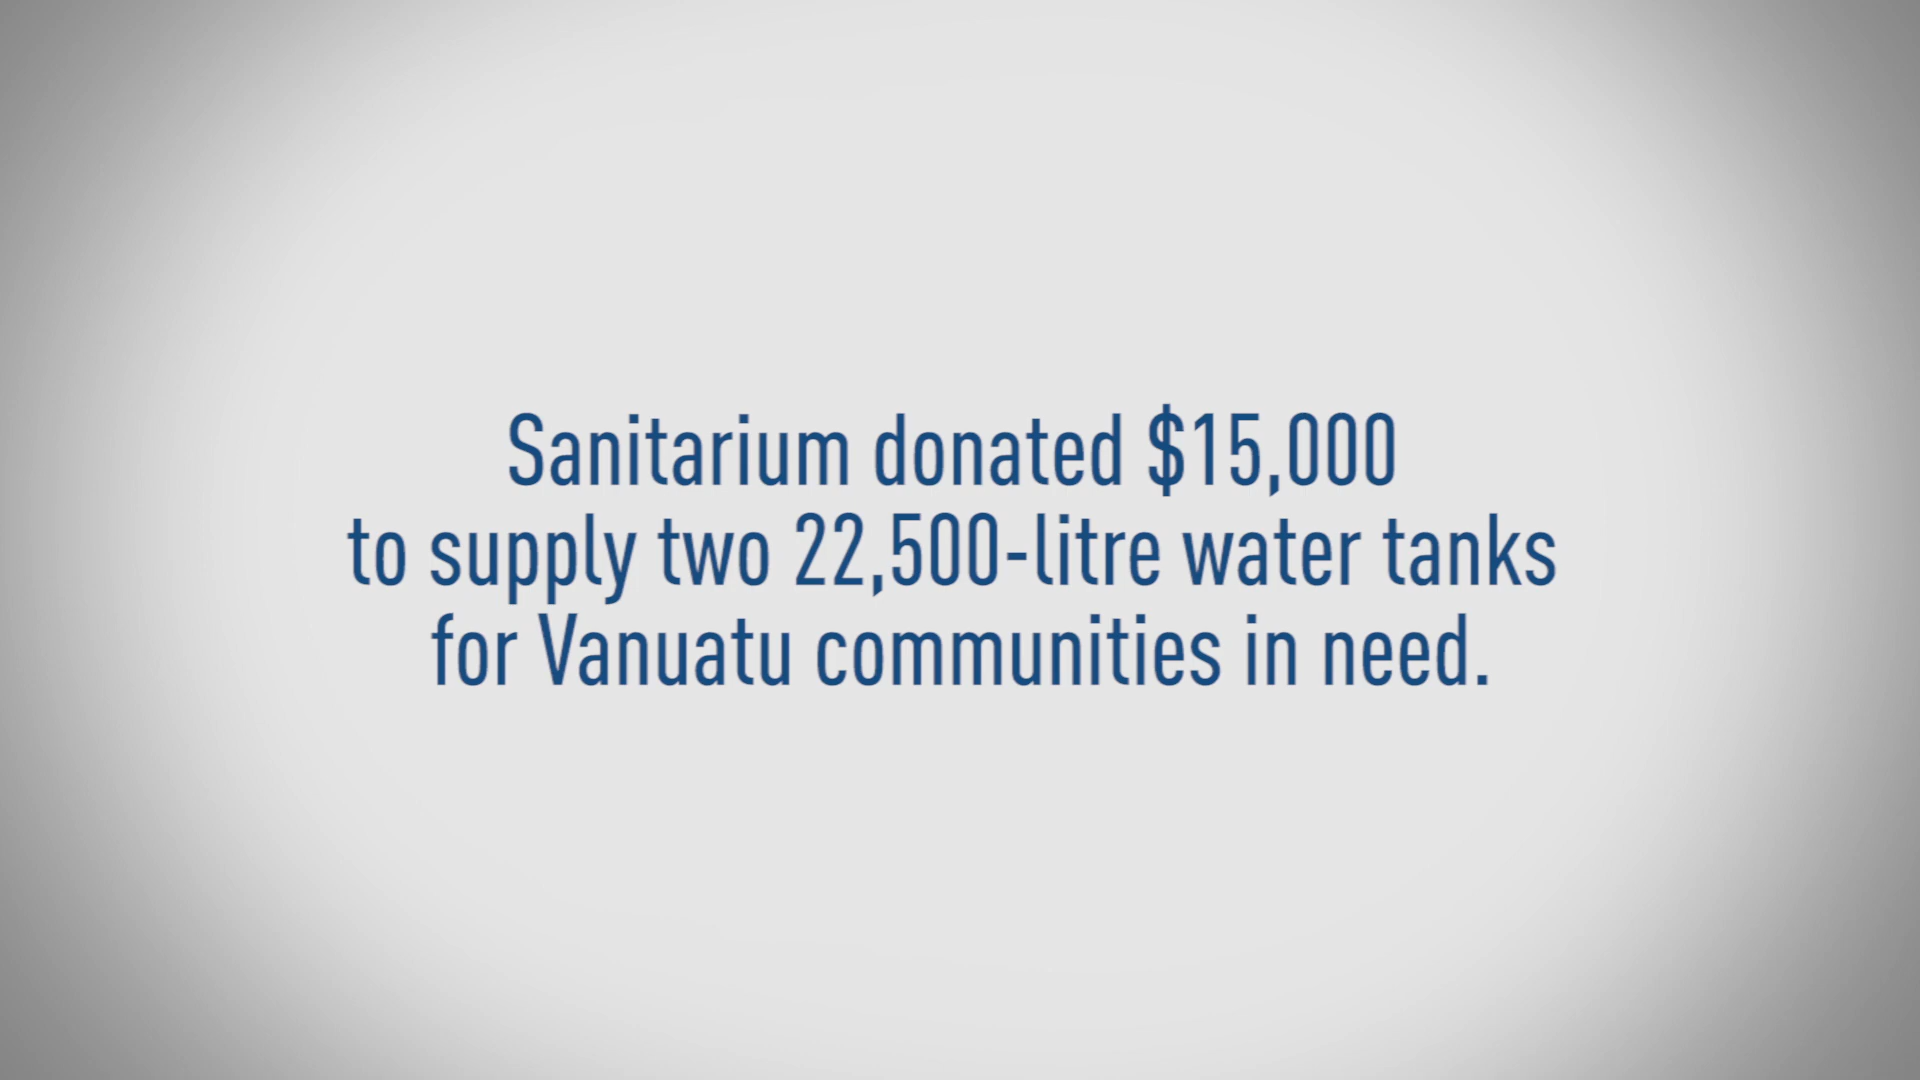 Sanitarium donated $15,000
to supply two 22,500-litre water tanks
for Vanuatu communities in need.